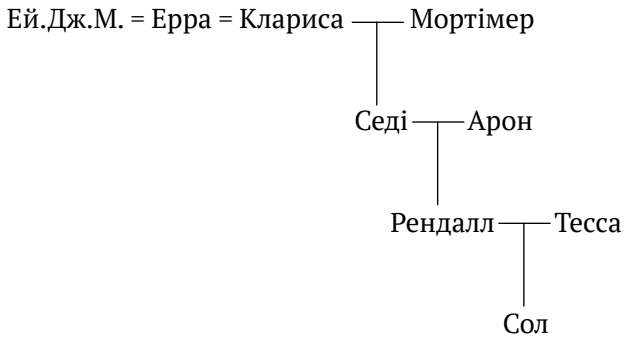 Ей.Дж.М. = Ерра = Клариса Мортімер
Седі Арон
Рендалл Тесса
Сол